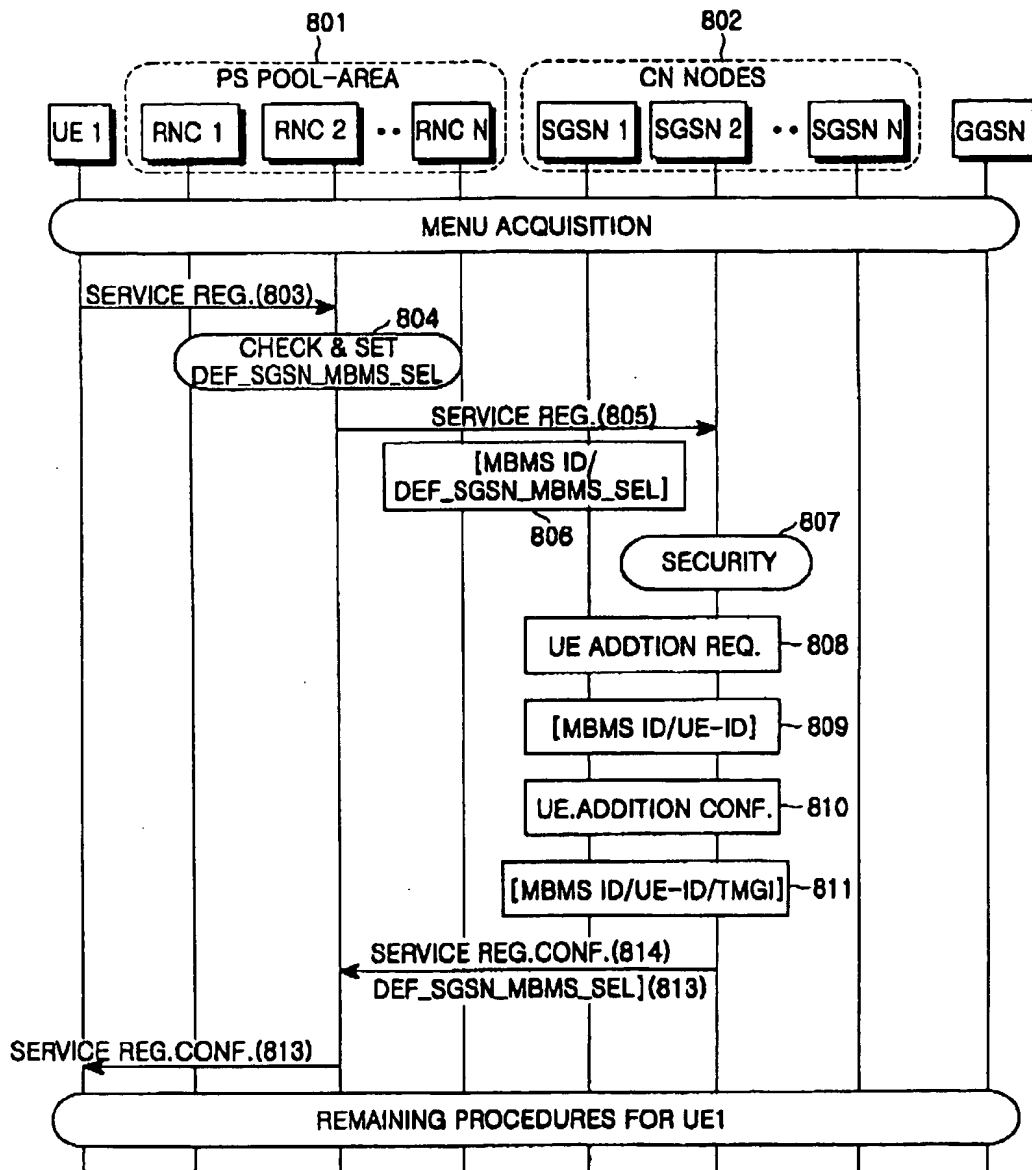 801
802
PS POOL-AREA
CN NODES
UE 1
RNC 1
RNC 2
••
RNC N
SGSN 1
SGSN 2
••
SGSN N
GGSN
MENU ACQUISITION
SERVICE REG.(803)
804
CHECK & SET
DEF_SGSN_MBMS_SEL
SERVICE REG.(805)
[MBMS ID/
DEF_SGSN_MBMS_SEL]
806
807
SECURITY
UE ADDTION REQ.
808
[MBMS ID/UE-ID]
809
UE.ADDITION CONF.
810
[MBMS ID/UE-ID/TMGI]
811
SERVICE REG.CONF.(814)
DEF_SGSN_MBMS_SEL](813)
SERVICE REG.CONF.(813)
REMAINING PROCEDURES FOR UE1